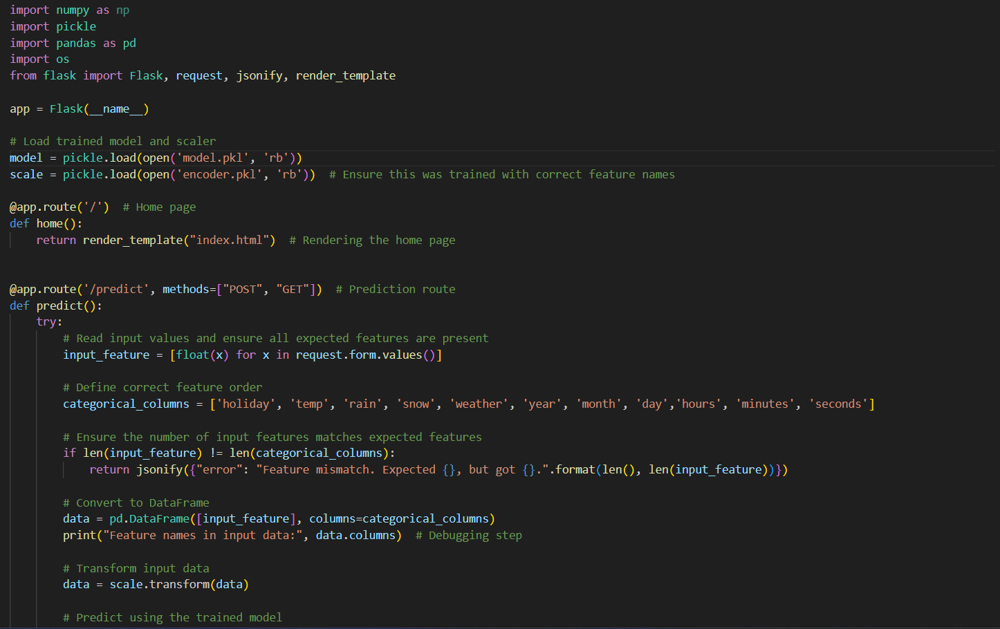 import numpy as np
import pickle
import pandas as pd
import os
from flask import Flask, request, jsonify, render_template
app = Flask(__name__)
# Load trained model and scaler
model = pickle.load(open('model.pkl', 'rb'))
scale = pickle.load(open('encoder.pkl', 'rb'))  # Ensure this was trained with correct feature names
@app.route('/')  # Home page
def home():
    return render_template("index.html")  # Rendering the home page
@app.route('/predict', methods=["POST", "GET"])  # Prediction route
def predict():
    try:
        # Read input values and ensure all expected features are present
        input_feature = [float(x) for x in request.form.values()]
        # Define correct feature order
        categorical_columns = ['holiday', 'temp', 'rain', 'snow', 'weather', 'year', 'month', 'day','hours', 'minutes', 'seconds']
        # Ensure the number of input features matches expected features
        if len(input_feature) != len(categorical_columns):
            return jsonify({"error": "Feature mismatch. Expected {}, but got {}.".format(len(), len(input_feature))})
        # Convert to DataFrame
        data = pd.DataFrame([input_feature], columns=categorical_columns)
        print("Feature names in input data:", data.columns)  # Debugging step
        # Transform input data
        data = scale.transform(data)
        # Predict using the trained model